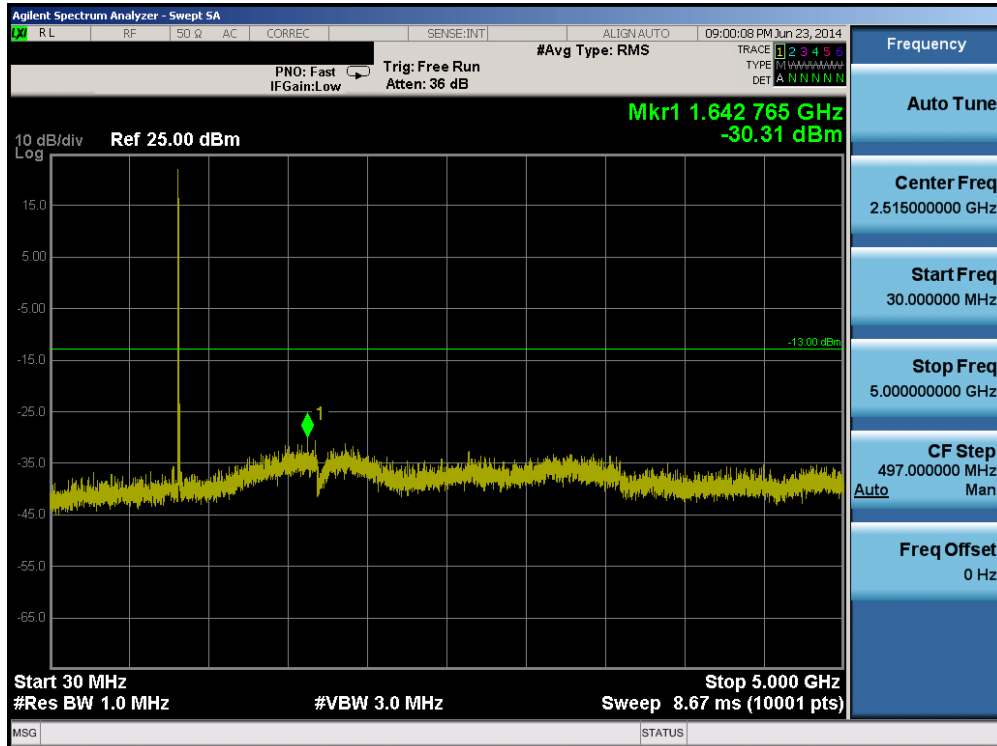 Agilent Spectrum Analyzer - Swept SA
LXI RL RF 50 Ω AC CORREC SENSE:INT ALIGN AUTO 09:00:08 PM Jun 23, 2014
#Avg Type: RMS TRACE 1 2 3 4 5 6
PNO: Fast Trig: Free Run TYPE M WWWWW
IFGain:Low Atten: 36 dB DET A N N N N N
Mkr1 1.642 765 GHz
10 dB/div Ref 25.00 dBm -30.31 dBm
Log
15.0
5.00
-5.00
-13.00 dBm
-15.0
1
-25.0
-35.0
-45.0
-55.0
-65.0
Start 30 MHz Stop 5.000 GHz
#Res BW 1.0 MHz #VBW 3.0 MHz Sweep 8.67 ms (10001 pts)
MSG STATUS
Frequency
Auto Tune
Center Freq
2.515000000 GHz
Start Freq
30.000000 MHz
Stop Freq
5.000000000 GHz
CF Step
497.000000 MHz
Auto Man
Freq Offset
0 Hz